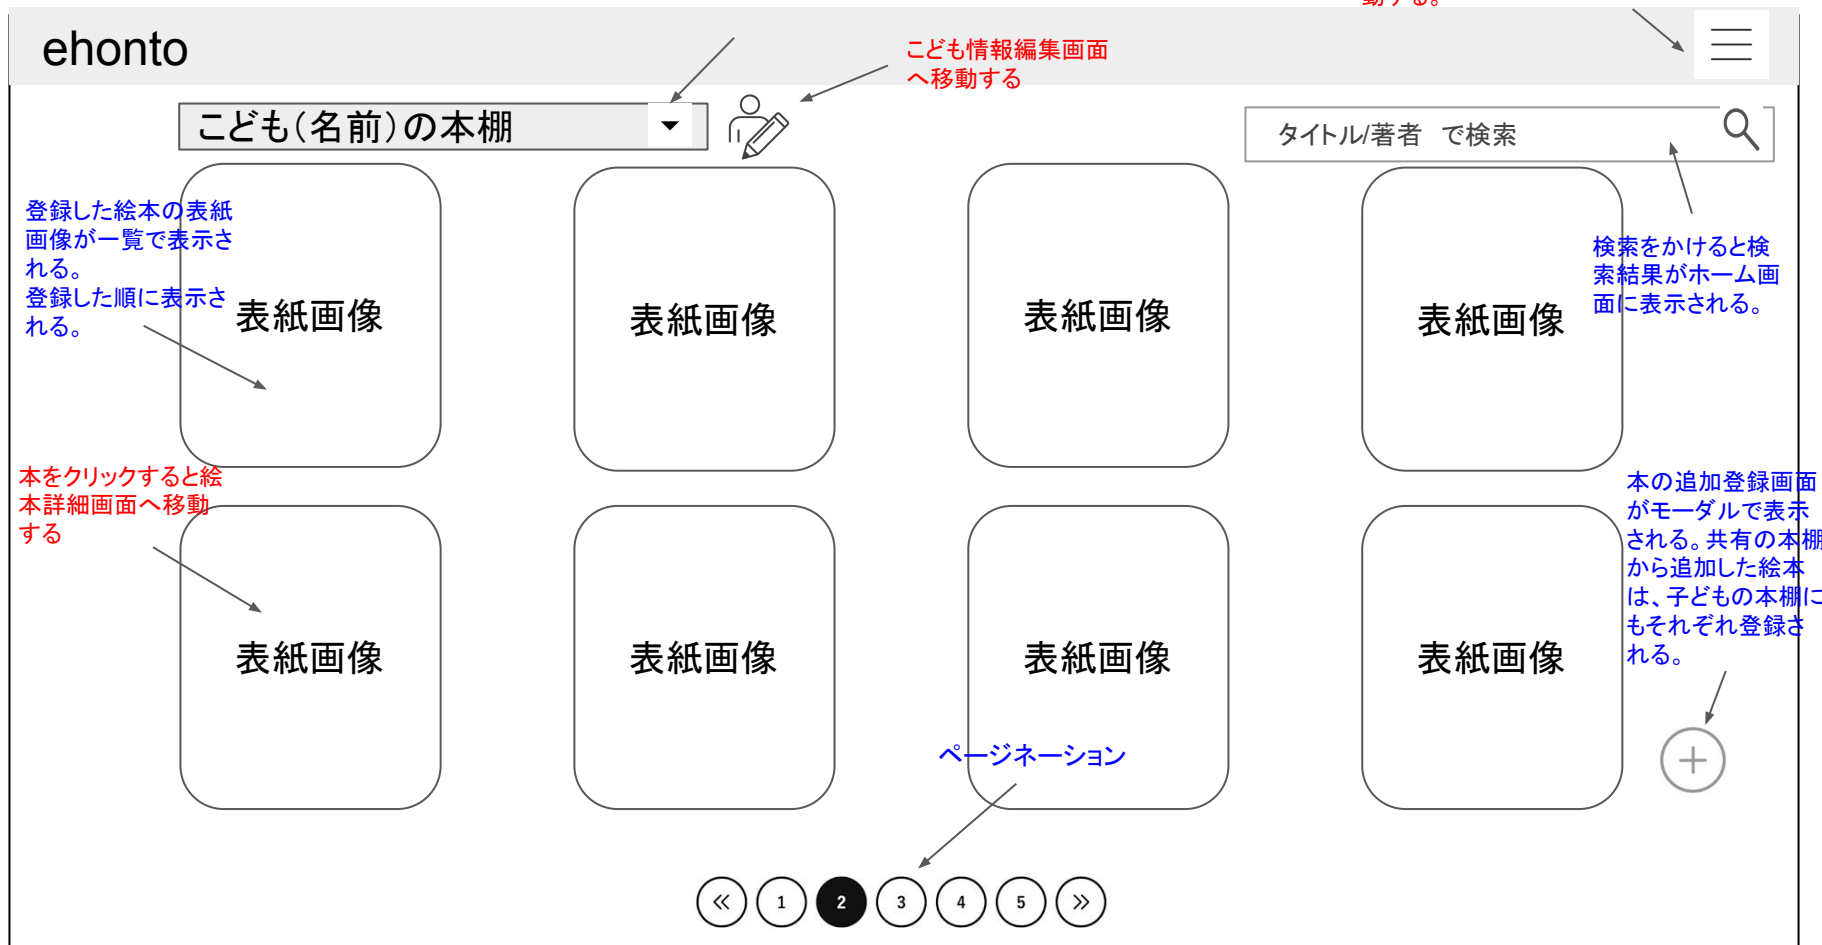 動する。
ehonto
こども情報編集画面
へ移動する
こども(名前)の本棚
タイトル/著者 で検索
登録した絵本の表紙
画像が一覧で表示さ
れる。
登録した順に表示さ
れる。
検索をかけると検
索結果がホーム画
面に表示される。
表紙画像
表紙画像
表紙画像
表紙画像
本をクリックすると絵
本詳細画面へ移動
する
本の追加登録画面
がモーダルで表示
される。共有の本棚
から追加した絵本
は、子どもの本棚に
もそれぞれ登録さ
れる。
表紙画像
表紙画像
表紙画像
表紙画像
ページネーション
« 1 2 3 4 5 »